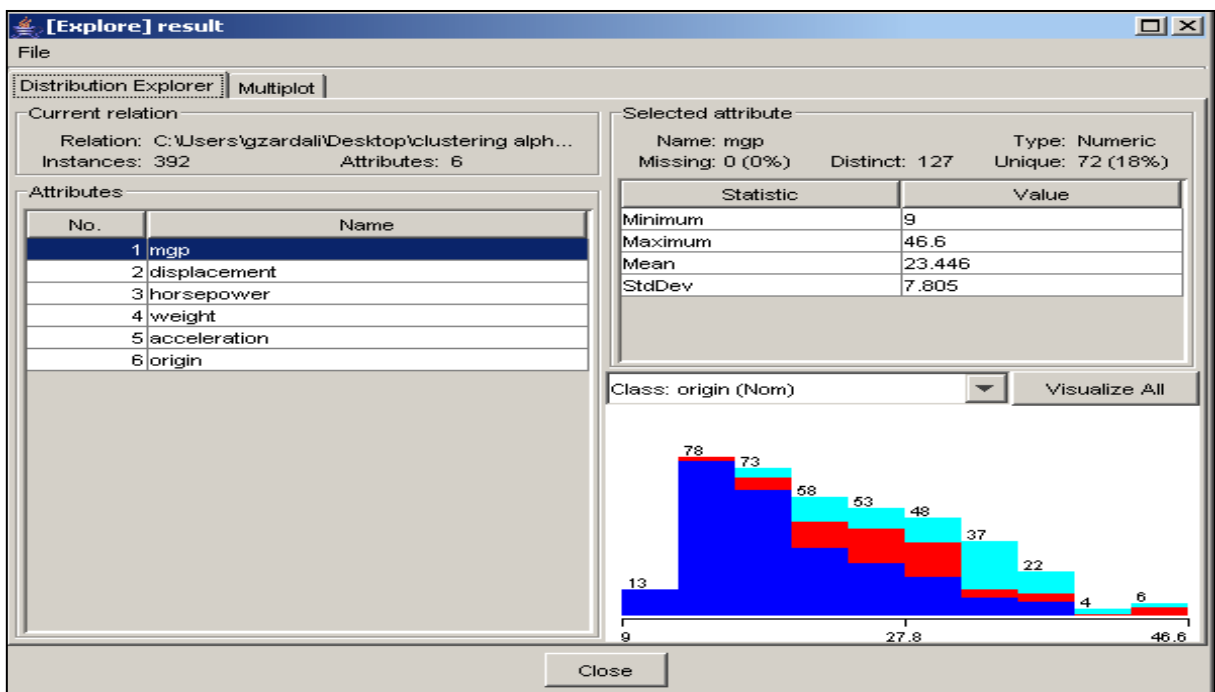 [Explore] result
File
Distribution Explorer Multiplot
Current relation
Relation: C:\Users\gzardali\Desktop\clustering alph...
Instances: 392 Attributes: 6
Attributes
No. Name
1 mgp
2 displacement
3 horsepower
4 weight
5 acceleration
6 origin
Selected attribute
Name: mgp Type: Numeric
Missing: 0 (0%) Distinct: 127 Unique: 72 (18%)
Statistic Value
Minimum 9
Maximum 46.6
Mean 23.446
StdDev 7.805
Class: origin (Nom) Visualize All
13 78 73 58 53 48 37 22 4 6
9 27.8 46.6
Close